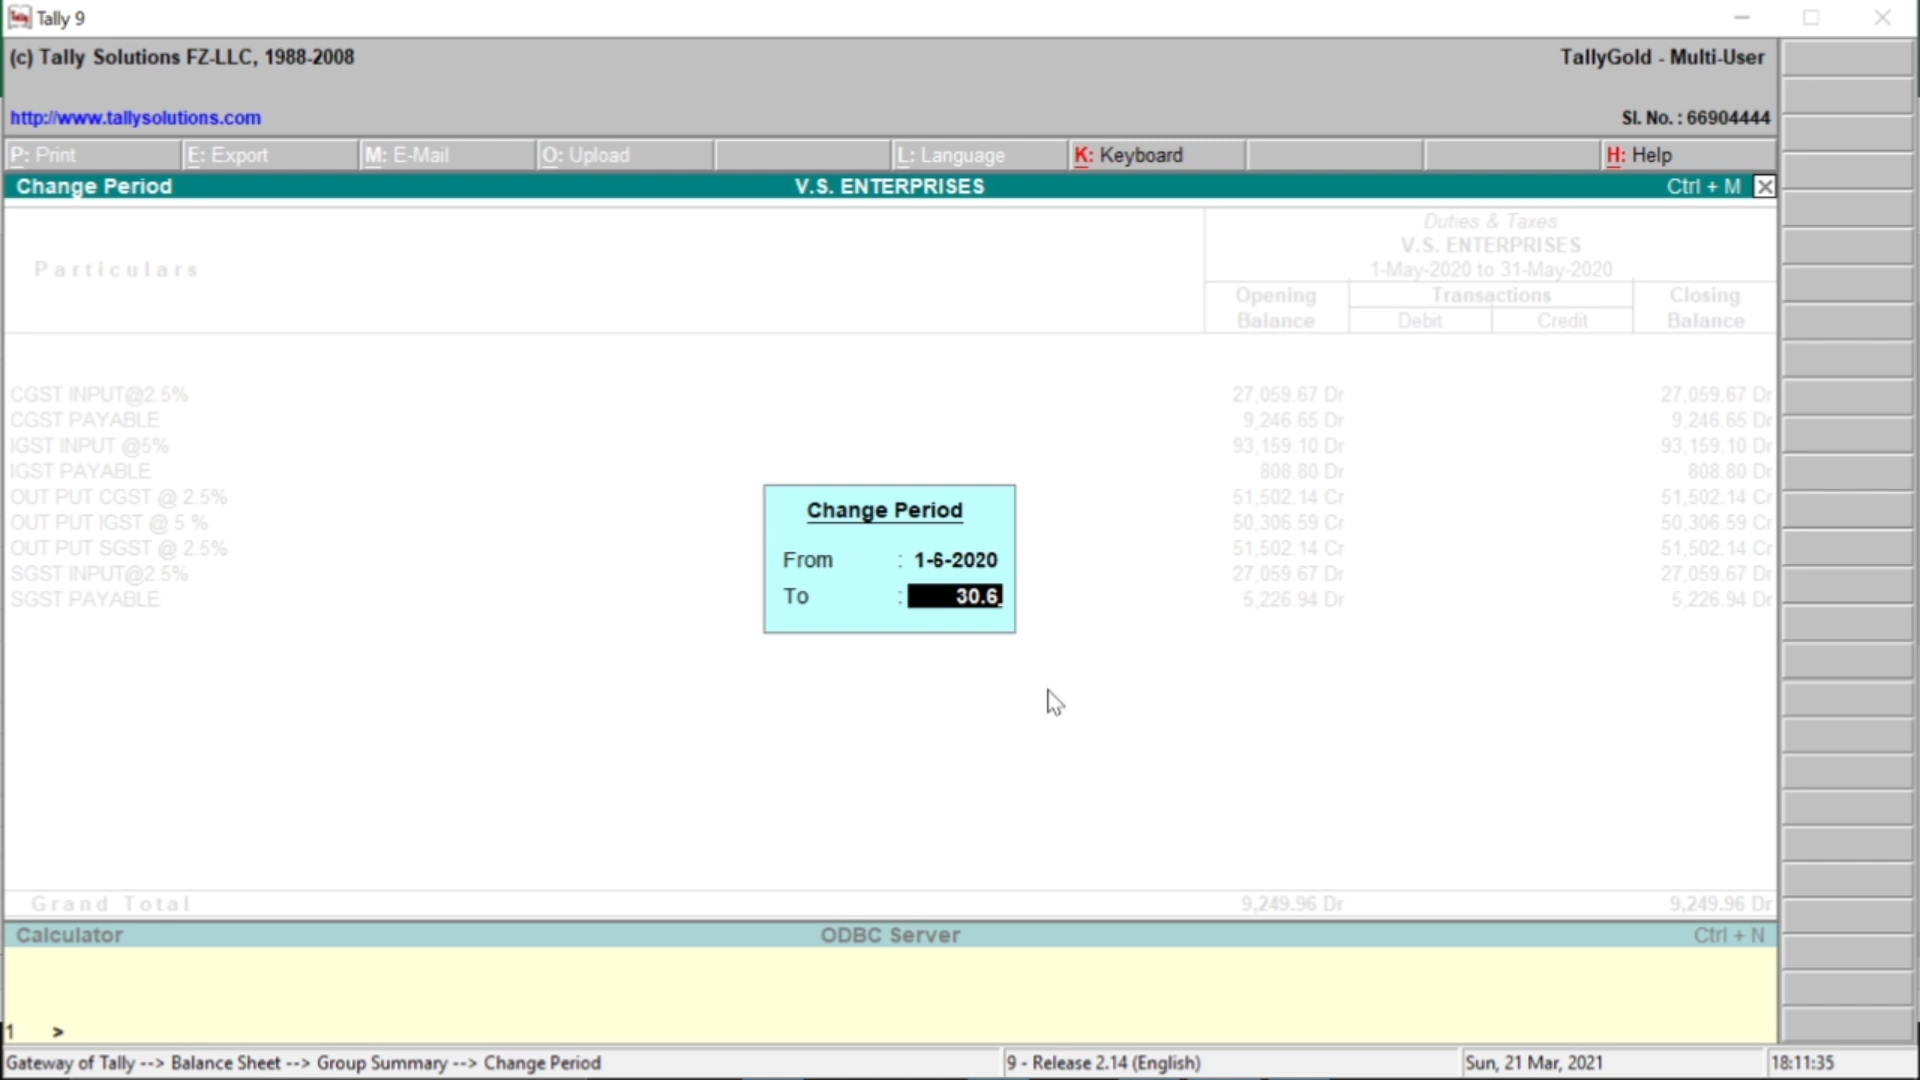 Tally 9
(c) Tally Solutions FZ-LLC, 1988-2008 TallyGold - Multi-User
http://www.tallysolutions.com Sl. No. : 66904444
P: Print E: Export M: E-Mail O: Upload L: Language K: Keyboard H: Help
Change Period V.S. ENTERPRISES Ctrl + M
Duties & Taxes
V.S. ENTERPRISES
Particulars 1-May-2020 to 31-May-2020
Opening Transactions Closing
Balance Debit Credit Balance
CGST INPUT@2.5% 27,059.67 Dr 27,059.67 Dr
CGST PAYABLE 9,246.65 Dr 9,246.65 Dr
IGST INPUT @5% 93,159.10 Dr 93,159.10 Dr
IGST PAYABLE 808.80 Dr 808.80 Dr
OUT PUT CGST @ 2.5% 51,502.14 Cr 51,502.14 Cr
OUT PUT IGST @ 5 % 50,306.59 Cr 50,306.59 Cr
OUT PUT SGST @ 2.5% 51,502.14 Cr 51,502.14 Cr
SGST INPUT@2.5% 27,059.67 Dr 27,059.67 Dr
SGST PAYABLE 5,226.94 Dr 5,226.94 Dr
Change Period
From : 1-6-2020
To : 30.6
Grand Total 9,249.96 Dr 9,249.96 Dr
Calculator ODBC Server Ctrl + N
1 >
Gateway of Tally --> Balance Sheet --> Group Summary --> Change Period 9 - Release 2.14 (English) Sun, 21 Mar, 2021 18:11:35